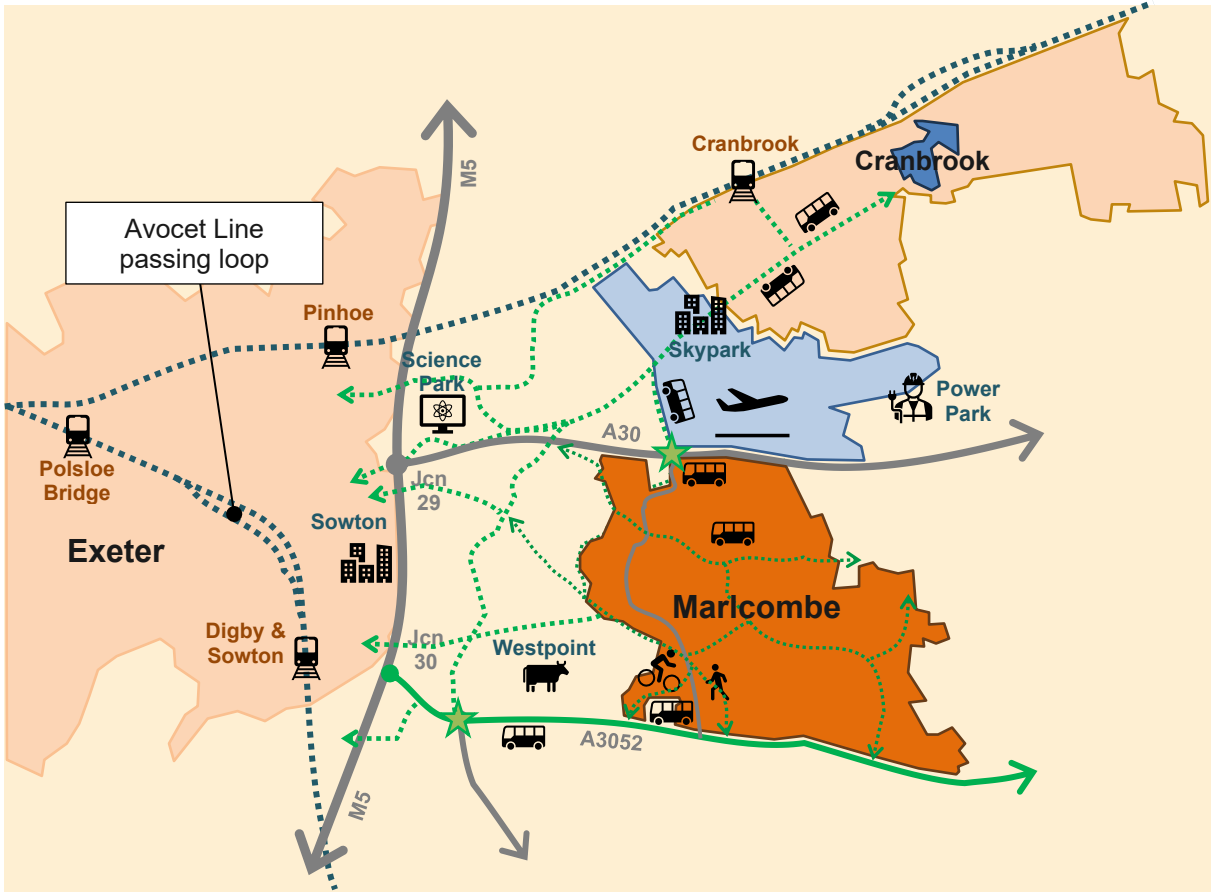 M5
Cranbrook
Cranbrook
Avocet Line
passing loop
Pinhoe
Science
Park
Skypark
Power
Park
A30
Polsloe
Bridge
Jcn
29
Sowton
Exeter
Marlcombe
Digby &
Sowton
Jcn
30
Westpoint
A3052
M5